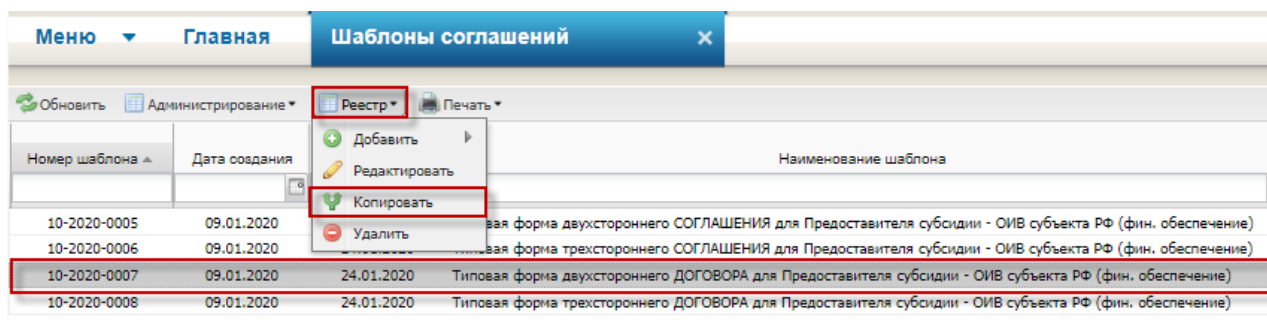 Меню Главная Шаблоны соглашений
Обновить Администрирование Реестр Печать
Добавить
Номер шаблона Дата создания Наименование шаблона
Редактировать
Копировать
10-2020-0005 09.01.2020 вая форма двухстороннего СОГЛАШЕНИЯ для Предоставителя субсидии - ОИВ субъекта РФ (фин. обеспечение)
Удалить
10-2020-0006 09.01.2020 24.01.2020 Типовая форма трехстороннего СОГЛАШЕНИЯ для Предоставителя субсидии - ОИВ субъекта РФ (фин. обеспечение)
10-2020-0007 09.01.2020 24.01.2020 Типовая форма двухстороннего ДОГОВОРА для Предоставителя субсидии - ОИВ субъекта РФ (фин. обеспечение)
10-2020-0008 09.01.2020 24.01.2020 Типовая форма трехстороннего ДОГОВОРА для Предоставителя субсидии - ОИВ субъекта РФ (фин. обеспечение)